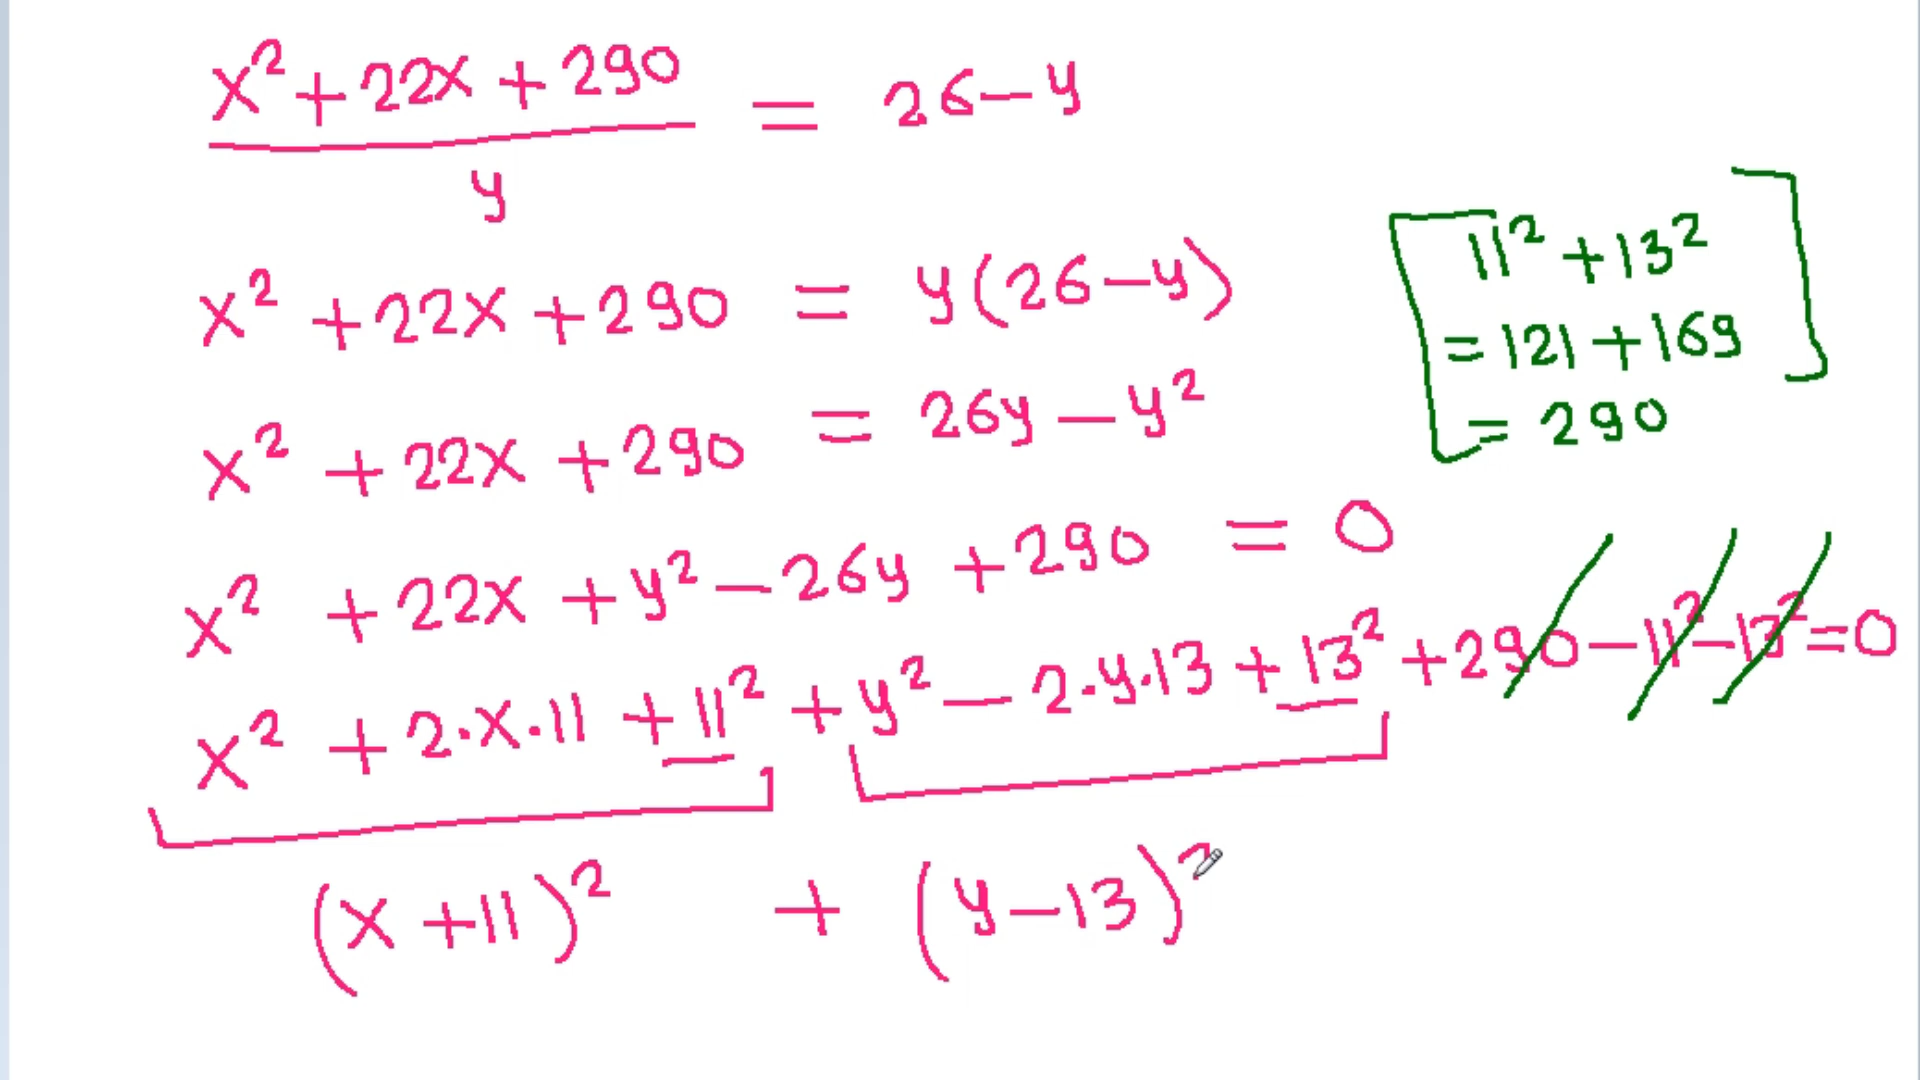 x² + 22x + 290 = 26 - y
y
x² + 22x + 290 = y(26 - y)
x² + 22x + 290 = 26y - y²
x² + 22x + y² - 26y + 290 = 0
x² + 2·x·11 + 11² + y² - 2·y·13 + 13² + 290 - 11² - 13² = 0
(x + 11)² + (y - 13)²
11² + 13²
= 121 + 169
= 290